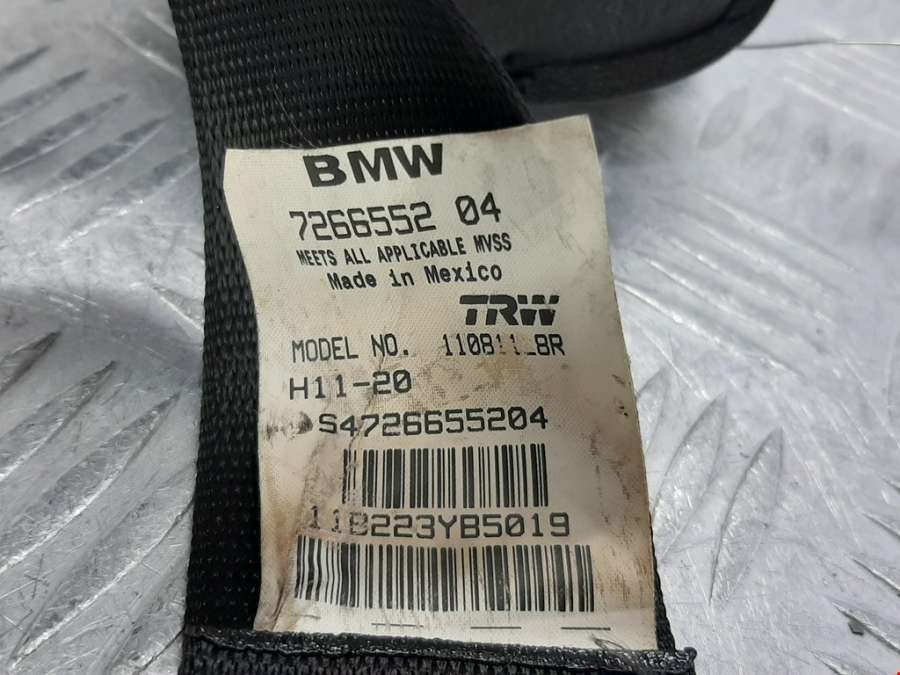 BMW
7266552 04
MEETS ALL APPLICABLE MVSS
Made in Mexico
TRW
MODEL NO.
H11-20
S4726655204